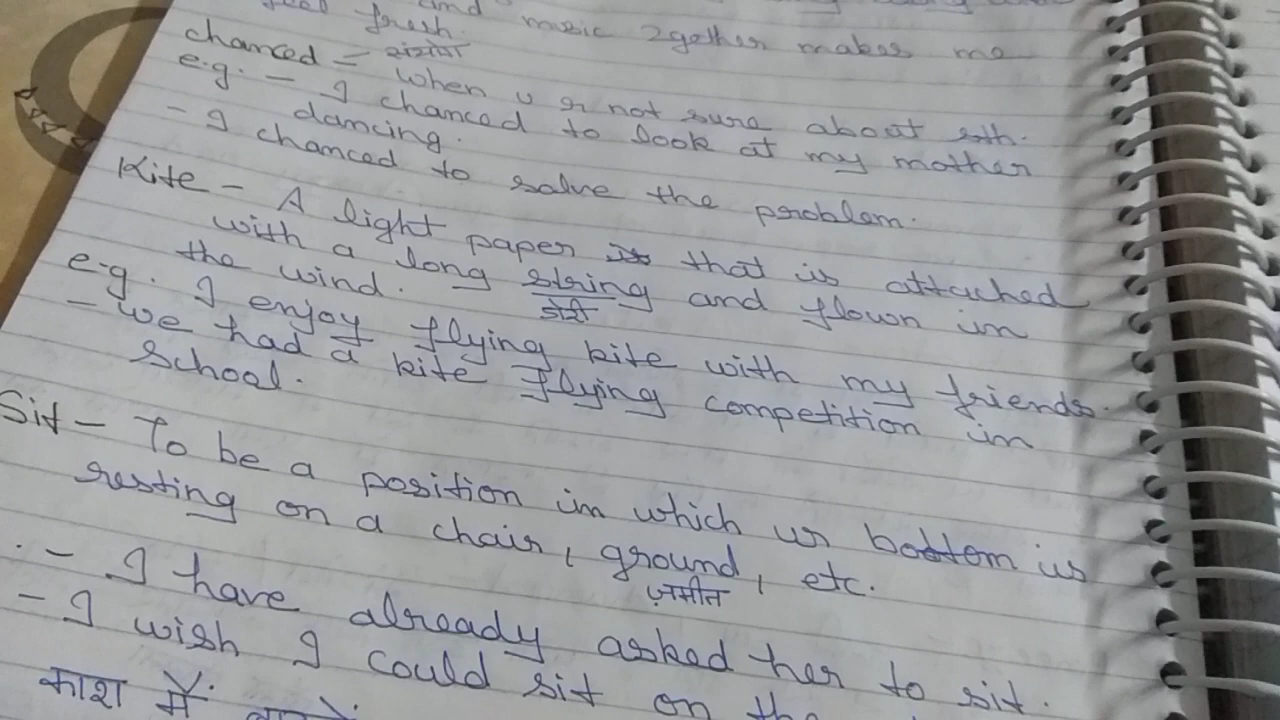 feel fresh. and music 2gether makes me
chanced = संयोग
when u r not sure about sth.
e.g. - I chanced to look at my mother
dancing.
- I chanced to solve the problem.
Kite - A light paper that is attached
with a long string and flown in
डोरी
the wind.
e.g. I enjoy flying kite with my friends.
- We had a kite flying competition in
school.
Sit - To be a position in which ur bottom is
resting on a chair, ground, etc.
ज़मीन
- I have already asked her to sit.
- I wish I could sit on the
काश मैं